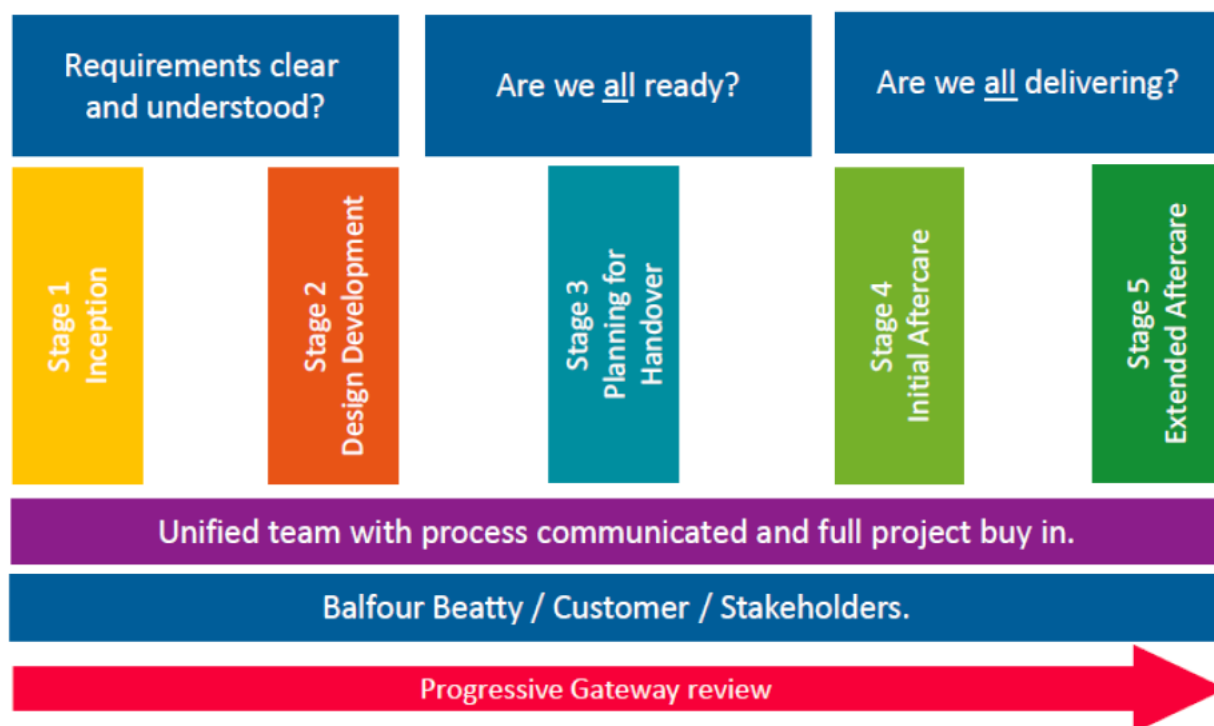 Requirements clear
and understood?
Are we all ready?
Are we all delivering?
Stage 1
Inception
Stage 2
Design Development
Stage 3
Planning for
Handover
Stage 4
Initial Aftercare
Stage 5
Extended Aftercare
Unified team with process communicated and full project buy in.
Balfour Beatty / Customer / Stakeholders.
Progressive Gateway review